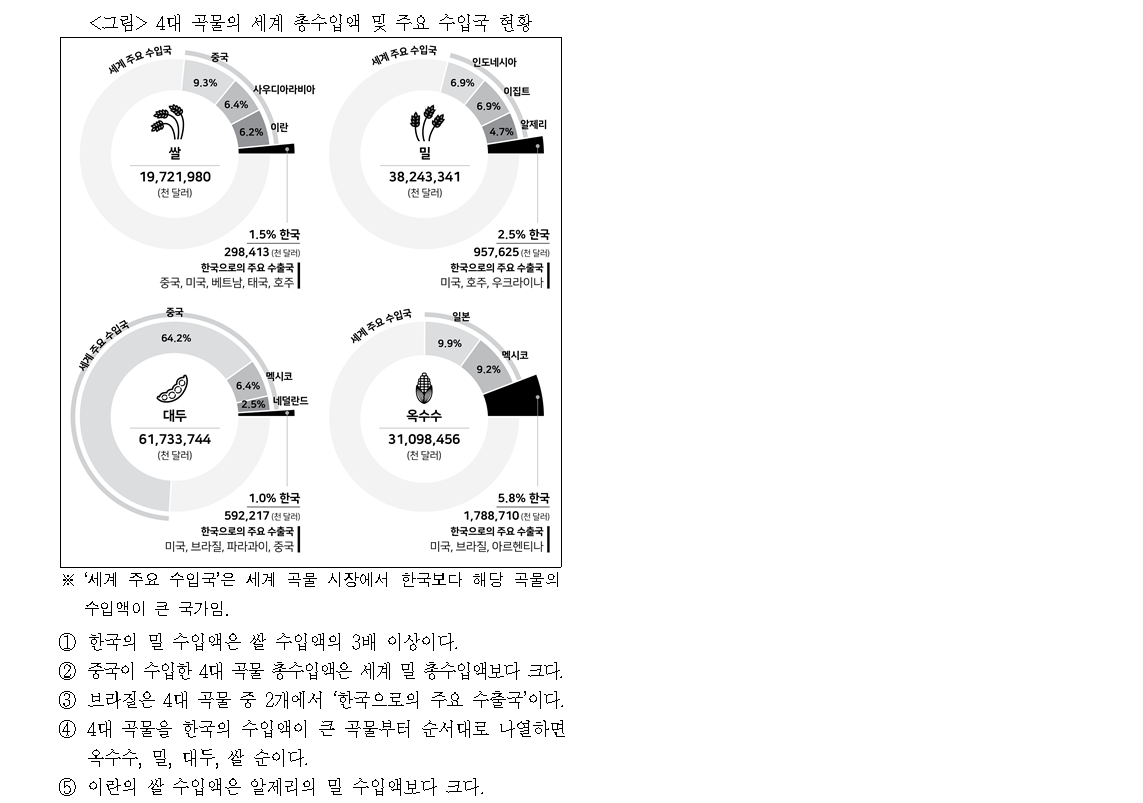 <그림> 4대 곡물의 세계 총수입액 및 주요 수입국 현황
세계 주요 수입국
중국
9.3%
사우디아라비아
6.4%
이란
6.2%
쌀
19,721,980
(천 달러)
1.5% 한국
298,413 (천 달러)
한국으로의 주요 수출국
중국, 미국, 베트남, 태국, 호주
세계 주요 수입국
인도네시아
6.9%
이집트
6.9%
알제리
4.7%
밀
38,243,341
(천 달러)
2.5% 한국
957,625 (천 달러)
한국으로의 주요 수출국
미국, 호주, 우크라이나
세계 주요 수입국
중국
64.2%
멕시코
6.4%
네덜란드
2.5%
대두
61,733,744
(천 달러)
1.0% 한국
592,217 (천 달러)
한국으로의 주요 수출국
미국, 브라질, 파라과이, 중국
세계 주요 수입국
일본
9.9%
멕시코
9.2%
옥수수
31,098,456
(천 달러)
5.8% 한국
1,788,710 (천 달러)
한국으로의 주요 수출국
미국, 브라질, 아르헨티나
※ ‘세계 주요 수입국’은 세계 곡물 시장에서 한국보다 해당 곡물의
수입액이 큰 국가임.
① 한국의 밀 수입액은 쌀 수입액의 3배 이상이다.
② 중국이 수입한 4대 곡물 총수입액은 세계 밀 총수입액보다 크다.
③ 브라질은 4대 곡물 중 2개에서 ‘한국으로의 주요 수출국’이다.
④ 4대 곡물을 한국의 수입액이 큰 곡물부터 순서대로 나열하면
옥수수, 밀, 대두, 쌀 순이다.
⑤ 이란의 쌀 수입액은 알제리의 밀 수입액보다 크다.